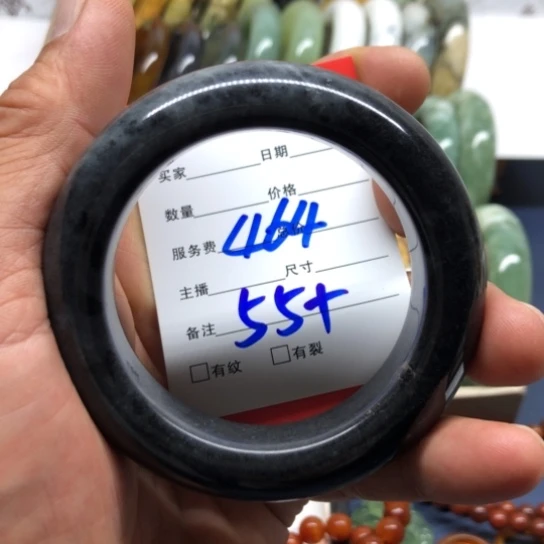 买家 日期
数量 价格
服务费 464
主播 尺寸
备注 55+
□有纹 □有裂